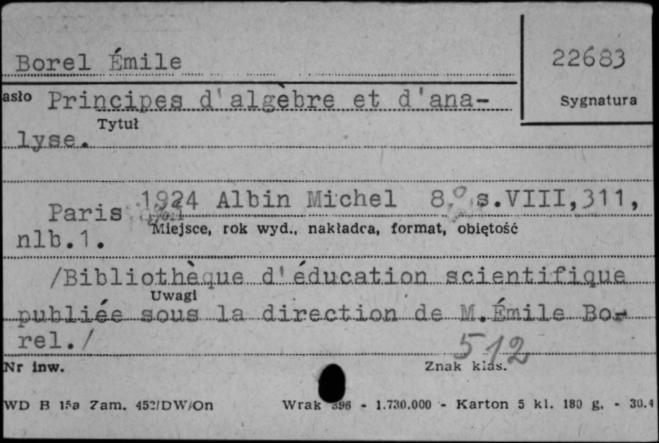 Borel Émile
22683
asło Principes d'algèbre et d'ana-
Sygnatura
Tytuł
lyse.
Paris 1924 Albin Michel 8.° s.VIII,311,
Miejsce, rok wyd., nakładca, format, obiętość
nlb.1.
/Bibliothèque d'éducation scientifique
Uwagi
publiée sous la direction de M.Émile Bo-
rel./
512
Nr inw.
Znak klas.
WD B 15a Zam. 452/DW/On Wrak 396 - 1.730.000 - Karton 5 kl. 180 g. - 30.4